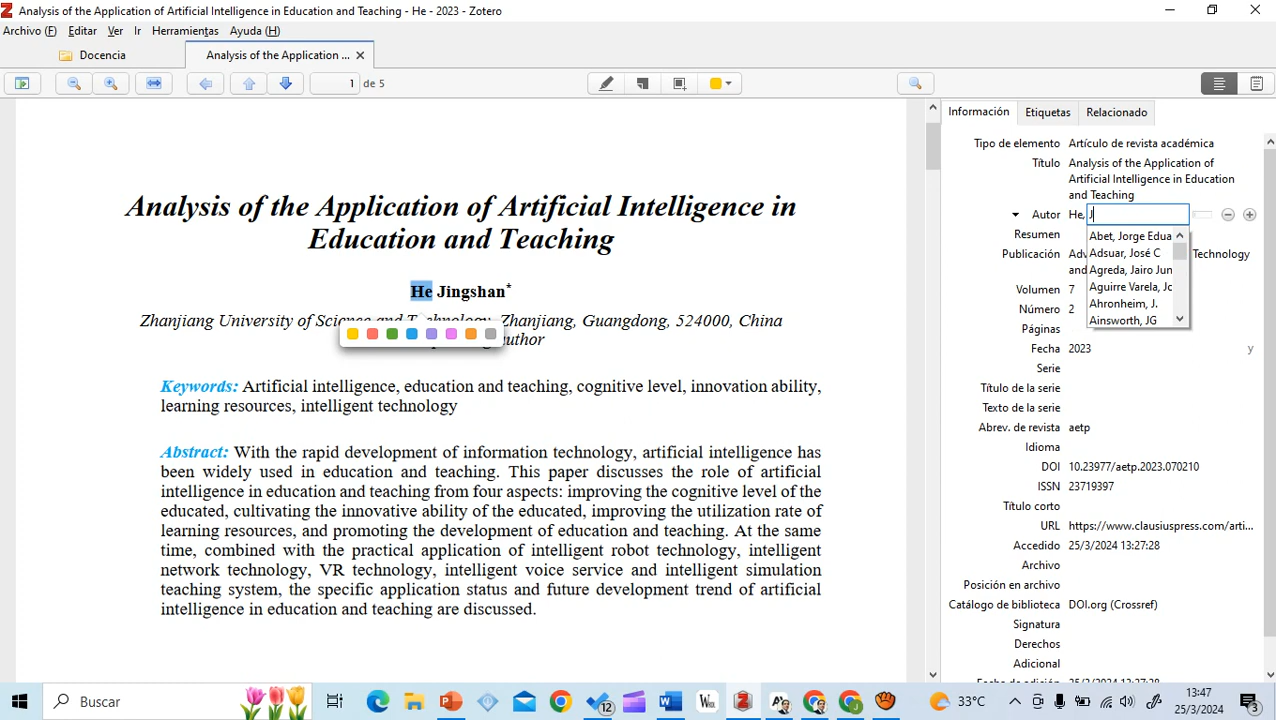 Analysis of the Application of Artificial Intelligence in Education and Teaching - He - 2023 - Zotero
Archivo (F) Editar Ver Ir Herramientas Ayuda (H)
Docencia Analysis of the Application ...
1 de 5
Información Etiquetas Relacionado
Tipo de elemento Artículo de revista académica
Título Analysis of the Application of
Artificial Intelligence in Education
and Teaching
Autor He, J
Abet, Jorge Edua
Adsuar, José C
Agreda, Jairo Jun
Aguirre Varela, Jc
Ahronheim, J.
Ainsworth, JG
Resumen
Publicación Adv Technology
and
Volumen 7
Número 2
Páginas
Fecha 2023 y
Serie
Título de la serie
Texto de la serie
Abrev. de revista aetp
Idioma
DOI 10.23977/aetp.2023.070210
ISSN 23719397
Título corto
URL https://www.clausiuspress.com/arti...
Accedido 25/3/2024 13:27:28
Archivo
Posición en archivo
Catálogo de biblioteca DOI.org (Crossref)
Signatura
Derechos
Adicional
Analysis of the Application of Artificial Intelligence in
Education and Teaching
He Jingshan*
Zhanjiang University of Science and Technology, Zhanjiang, Guangdong, 524000, China
author
Keywords: Artificial intelligence, education and teaching, cognitive level, innovation ability,
learning resources, intelligent technology
Abstract: With the rapid development of information technology, artificial intelligence has
been widely used in education and teaching. This paper discusses the role of artificial
intelligence in education and teaching from four aspects: improving the cognitive level of the
educated, cultivating the innovative ability of the educated, improving the utilization rate of
learning resources, and promoting the development of education and teaching. At the same
time, combined with the practical application of intelligent robot technology, intelligent
network technology, VR technology, intelligent voice service and intelligent simulation
teaching system, the specific application status and future development trend of artificial
intelligence in education and teaching are discussed.
Buscar
12
33°C
13:47
25/3/2024
3